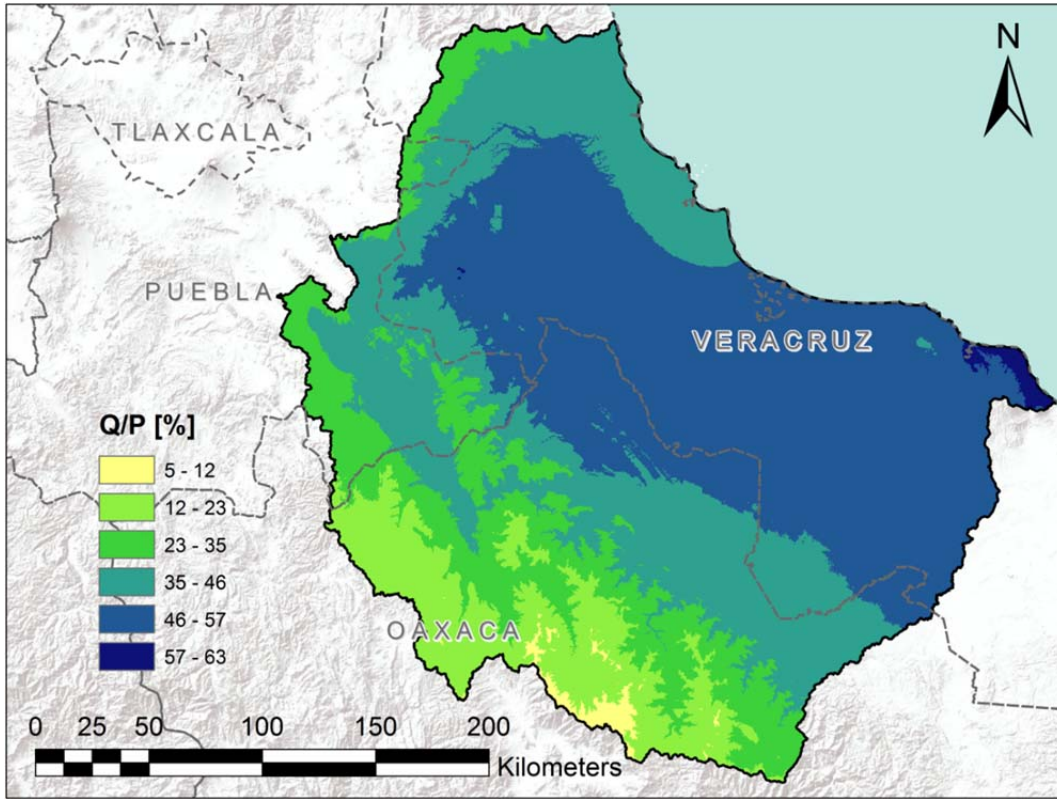 N
TLAXCALA
PUEBLA
VERACRUZ
Q/P [%]
5 - 12
12 - 23
23 - 35
35 - 46
46 - 57
57 - 63
OAXACA
0 25 50 100 150 200
Kilometers